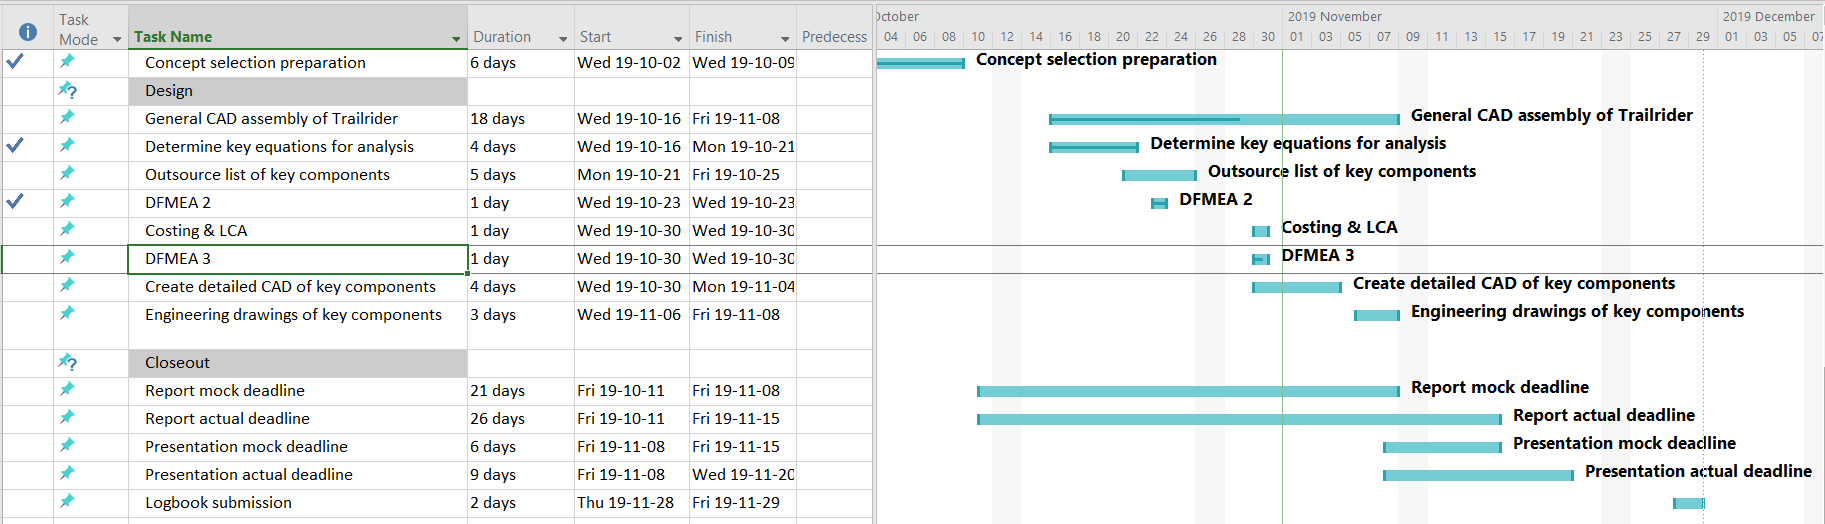 October 2019 November 2019 December
Task Mode Task Name Duration Start Finish Predecess 04 06 08 10 12 14 16 18 20 22 24 26 28 30 01 03 05 07 09 11 13 15 17 19 21 23 25 27 29 01 03 05 07
Concept selection preparation 6 days Wed 19-10-02 Wed 19-10-09 Concept selection preparation
Design
General CAD assembly of Trailrider 18 days Wed 19-10-16 Fri 19-11-08 General CAD assembly of Trailrider
Determine key equations for analysis 4 days Wed 19-10-16 Mon 19-10-21 Determine key equations for analysis
Outsource list of key components 5 days Mon 19-10-21 Fri 19-10-25 Outsource list of key components
DFMEA 2 1 day Wed 19-10-23 Wed 19-10-23 DFMEA 2
Costing & LCA 1 day Wed 19-10-30 Wed 19-10-30 Costing & LCA
DFMEA 3 1 day Wed 19-10-30 Wed 19-10-30 DFMEA 3
Create detailed CAD of key components 4 days Wed 19-10-30 Mon 19-11-04 Create detailed CAD of key components
Engineering drawings of key components 3 days Wed 19-11-06 Fri 19-11-08 Engineering drawings of key components
Closeout
Report mock deadline 21 days Fri 19-10-11 Fri 19-11-08 Report mock deadline
Report actual deadline 26 days Fri 19-10-11 Fri 19-11-15 Report actual deadline
Presentation mock deadline 6 days Fri 19-11-08 Fri 19-11-15 Presentation mock deadline
Presentation actual deadline 9 days Fri 19-11-08 Wed 19-11-20 Presentation actual deadline
Logbook submission 2 days Thu 19-11-28 Fri 19-11-29